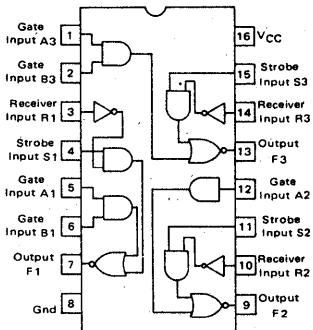 Gate
Input A3
1
Gate
Input B3
2
Receiver
Input R1
3
Strobe
Input S1
4
Gate
Input A1
5
Gate
Input B1
6
Output
F1
7
Gnd
8
16
VCC
15
Strobe
Input S3
14
Receiver
Input R3
13
Output
F3
12
Gate
Input A2
11
Strobe
Input S2
10
Receiver
Input R2
9
Output
F2